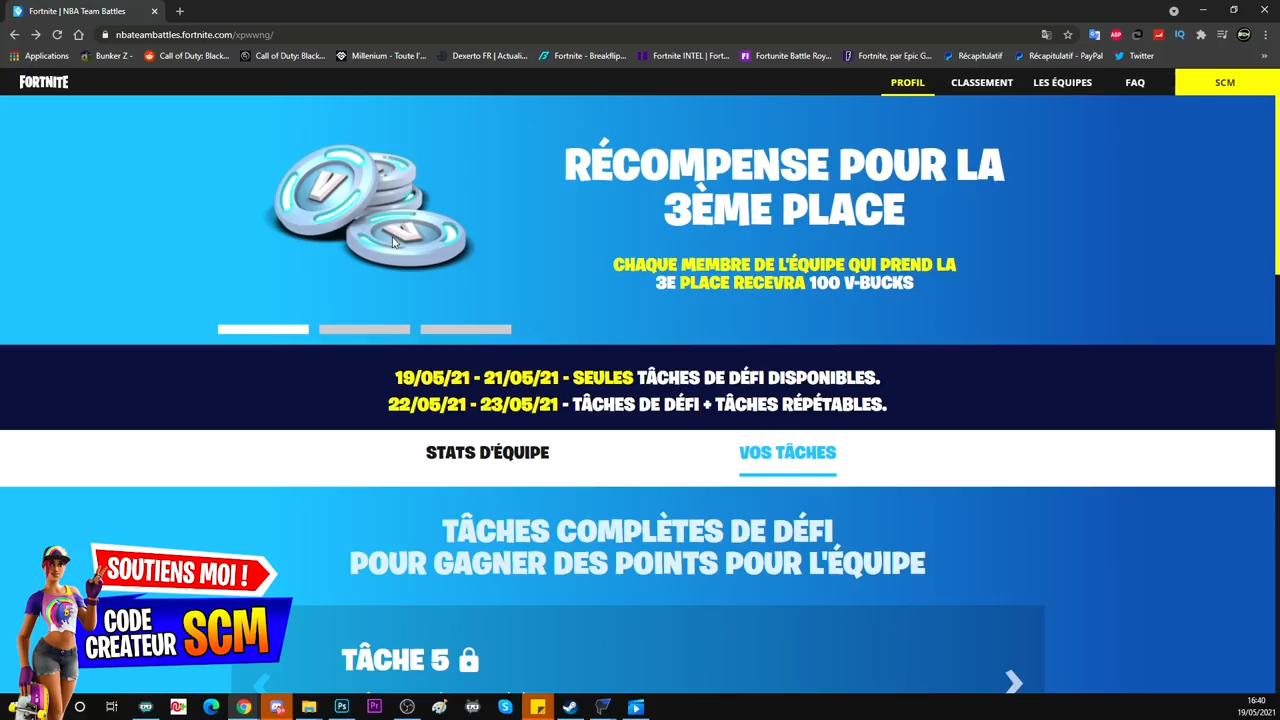 Fortnite | NBA Team Battles
nbateambattles.fortnite.com/xpwwng/
Applications
Bunker Z -
Call of Duty: Black...
Call of Duty: Black...
Millenium - Toute l'...
Dexerto FR | Actuali...
Fortnite - Breakflip...
Fortnite INTEL | Fort...
Fortunite Battle Roy...
Fortnite, par Epic G...
Récapitulatif
Récapitulatif - PayPal
Twitter
»
FORTNITE
PROFIL
CLASSEMENT
LES ÉQUIPES
FAQ
SCM
RÉCOMPENSE POUR LA
3ÈME PLACE
CHAQUE MEMBRE DE L'ÉQUIPE QUI PREND LA
3E PLACE RECEVRA 100 V-BUCKS
19/05/21 - 21/05/21 - SEULES TÂCHES DE DÉFI DISPONIBLES.
22/05/21 - 23/05/21 - TÂCHES DE DÉFI + TÂCHES RÉPÉTABLES.
STATS D'ÉQUIPE
VOS TÂCHES
TÂCHES COMPLÈTES DE DÉFI
POUR GAGNER DES POINTS POUR L'ÉQUIPE
TÂCHE 5
SOUTIENS MOI !
CODE
CREATEUR SCM
16:40
19/05/2021